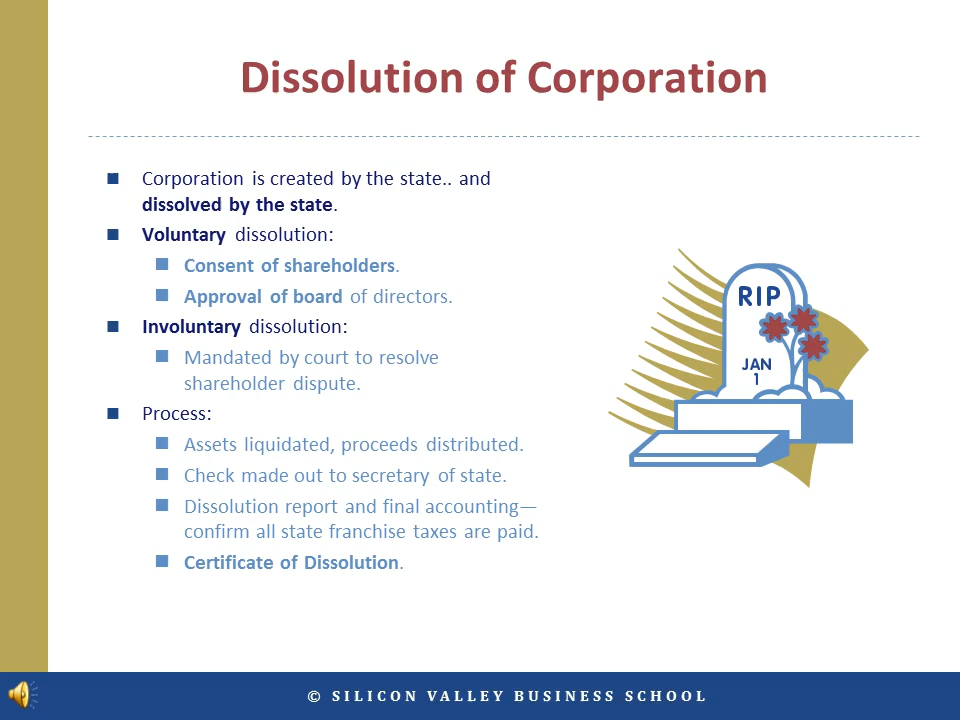 Dissolution of Corporation
Corporation is created by the state.. and
dissolved by the state.
Voluntary dissolution:
Consent of shareholders.
Approval of board of directors.
Involuntary dissolution:
Mandated by court to resolve
shareholder dispute.
Process:
Assets liquidated, proceeds distributed.
Check made out to secretary of state.
Dissolution report and final accounting—
confirm all state franchise taxes are paid.
Certificate of Dissolution.
RIP
JAN
1
© SILICON VALLEY BUSINESS SCHOOL